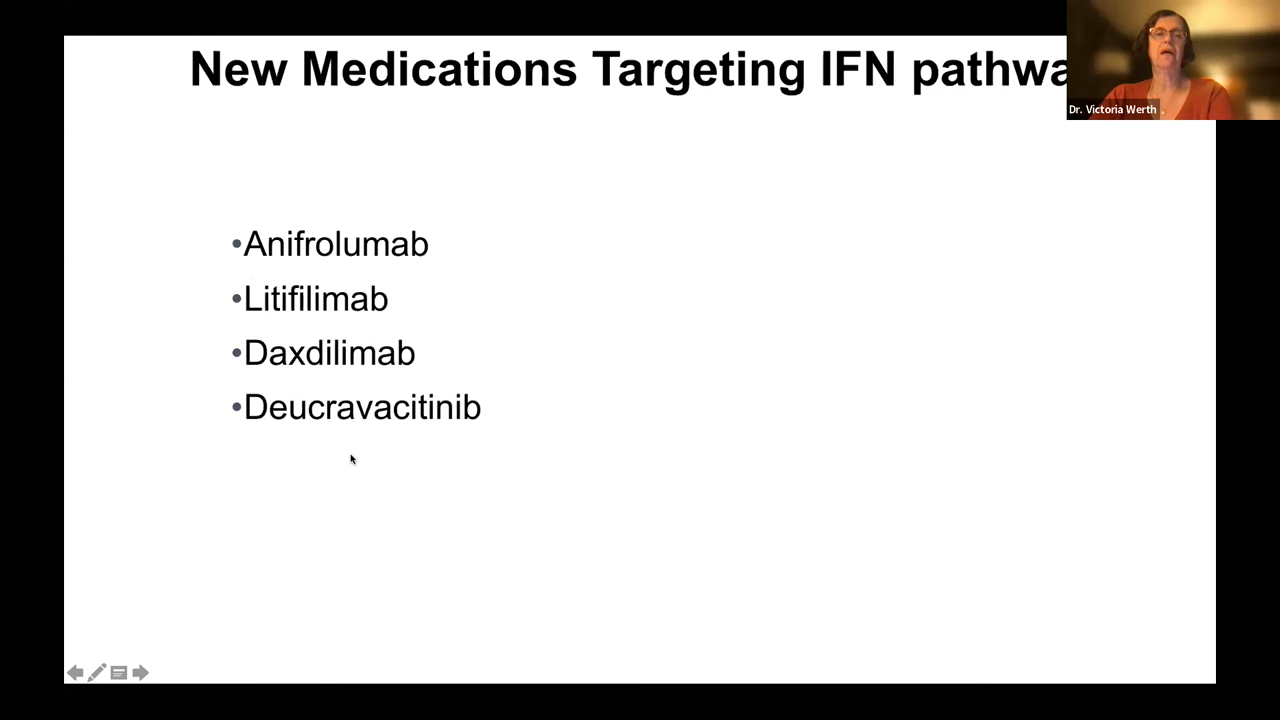 New Medications Targeting IFN pathwa
Dr. Victoria Werth
•Anifrolumab
•Litifilimab
•Daxdilimab
•Deucravacitinib